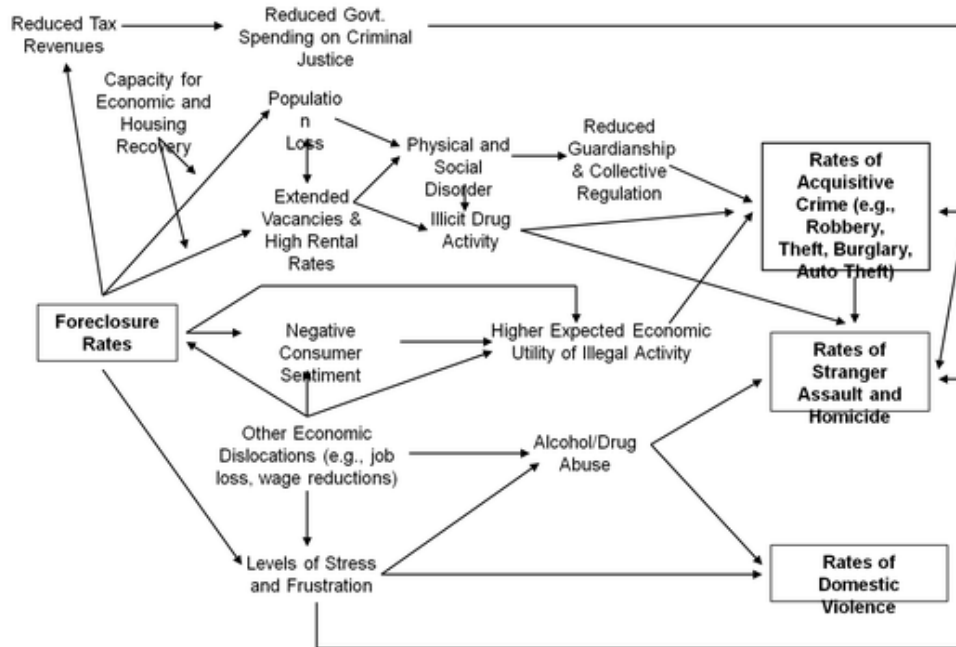 Reduced Tax
Revenues
Reduced Govt.
Spending on Criminal
Justice
Capacity for
Economic and
Housing
Recovery
Populatio
n
Loss
Physical and
Social
Disorder
Reduced
Guardianship
& Collective
Regulation
Rates of
Acquisitive
Crime (e.g.,
Robbery,
Theft, Burglary,
Auto Theft)
Extended
Vacancies &
High Rental
Rates
Illicit Drug
Activity
Foreclosure
Rates
Negative
Consumer
Sentiment
Higher Expected Economic
Utility of Illegal Activity
Rates of
Stranger
Assault and
Homicide
Other Economic
Dislocations (e.g., job
loss, wage reductions)
Alcohol/Drug
Abuse
Levels of Stress
and Frustration
Rates of
Domestic
Violence